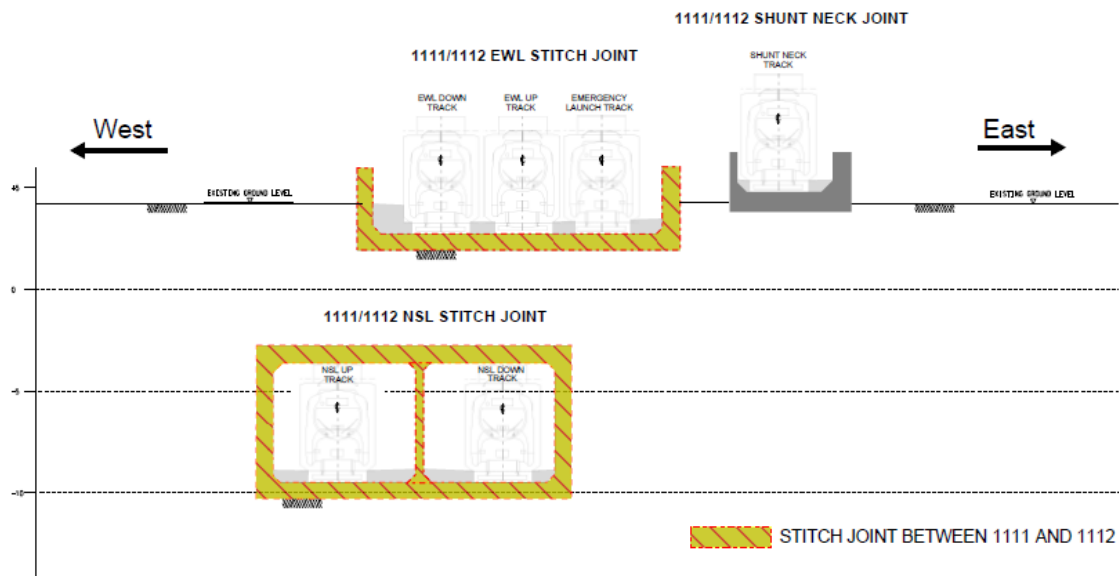 1111/1112 SHUNT NECK JOINT
1111/1112 EWL STITCH JOINT
SHUNT NECK
TRACK
EWL DOWN
TRACK
EWL UP
TRACK
EMERGENCY
LAUNCH TRACK
West
East
+5
EXISTING GROUND LEVEL
EXISTING GROUND LEVEL
0
1111/1112 NSL STITCH JOINT
NSL UP
TRACK
NSL DOWN
TRACK
-5
-10
STITCH JOINT BETWEEN 1111 AND 1112